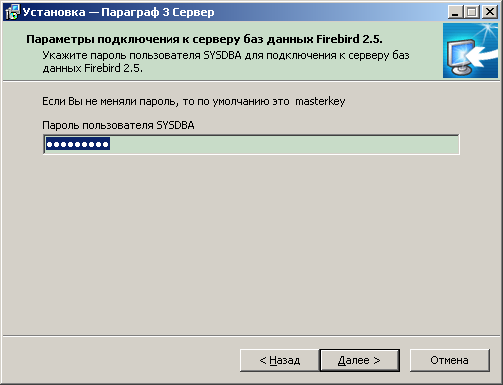 Установка — Параграф 3 Сервер
Параметры подключения к серверу баз данных Firebird 2.5.
Укажите пароль пользователя SYSDBA для подключения к серверу баз
данных Firebird 2.5.
Если Вы не меняли пароль, то по умолчанию это masterkey
Пароль пользователя SYSDBA
●●●●●●●●●
< Назад
Далее >
Отмена